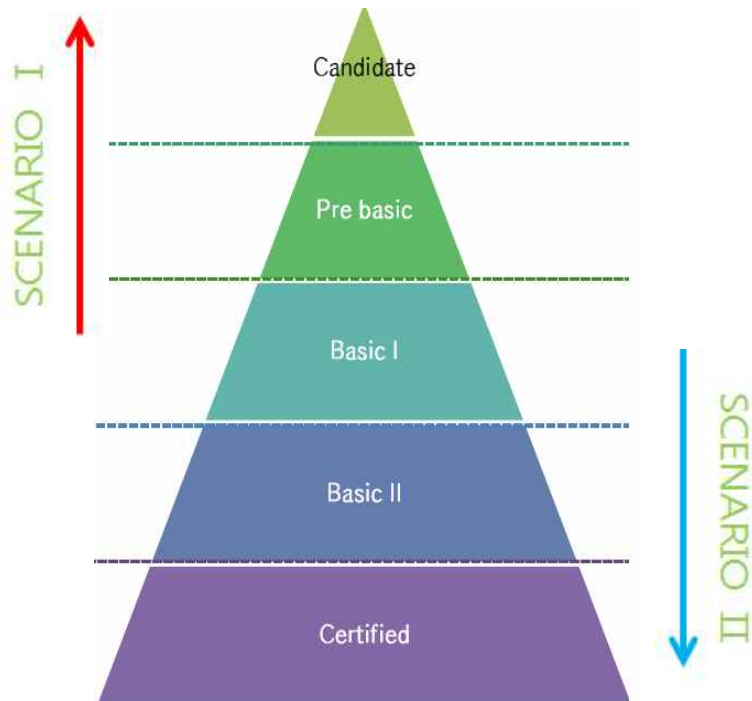 SCENARIO I
Candidate
Pre basic
Basic I
Basic II
Certified
SCENARIO II